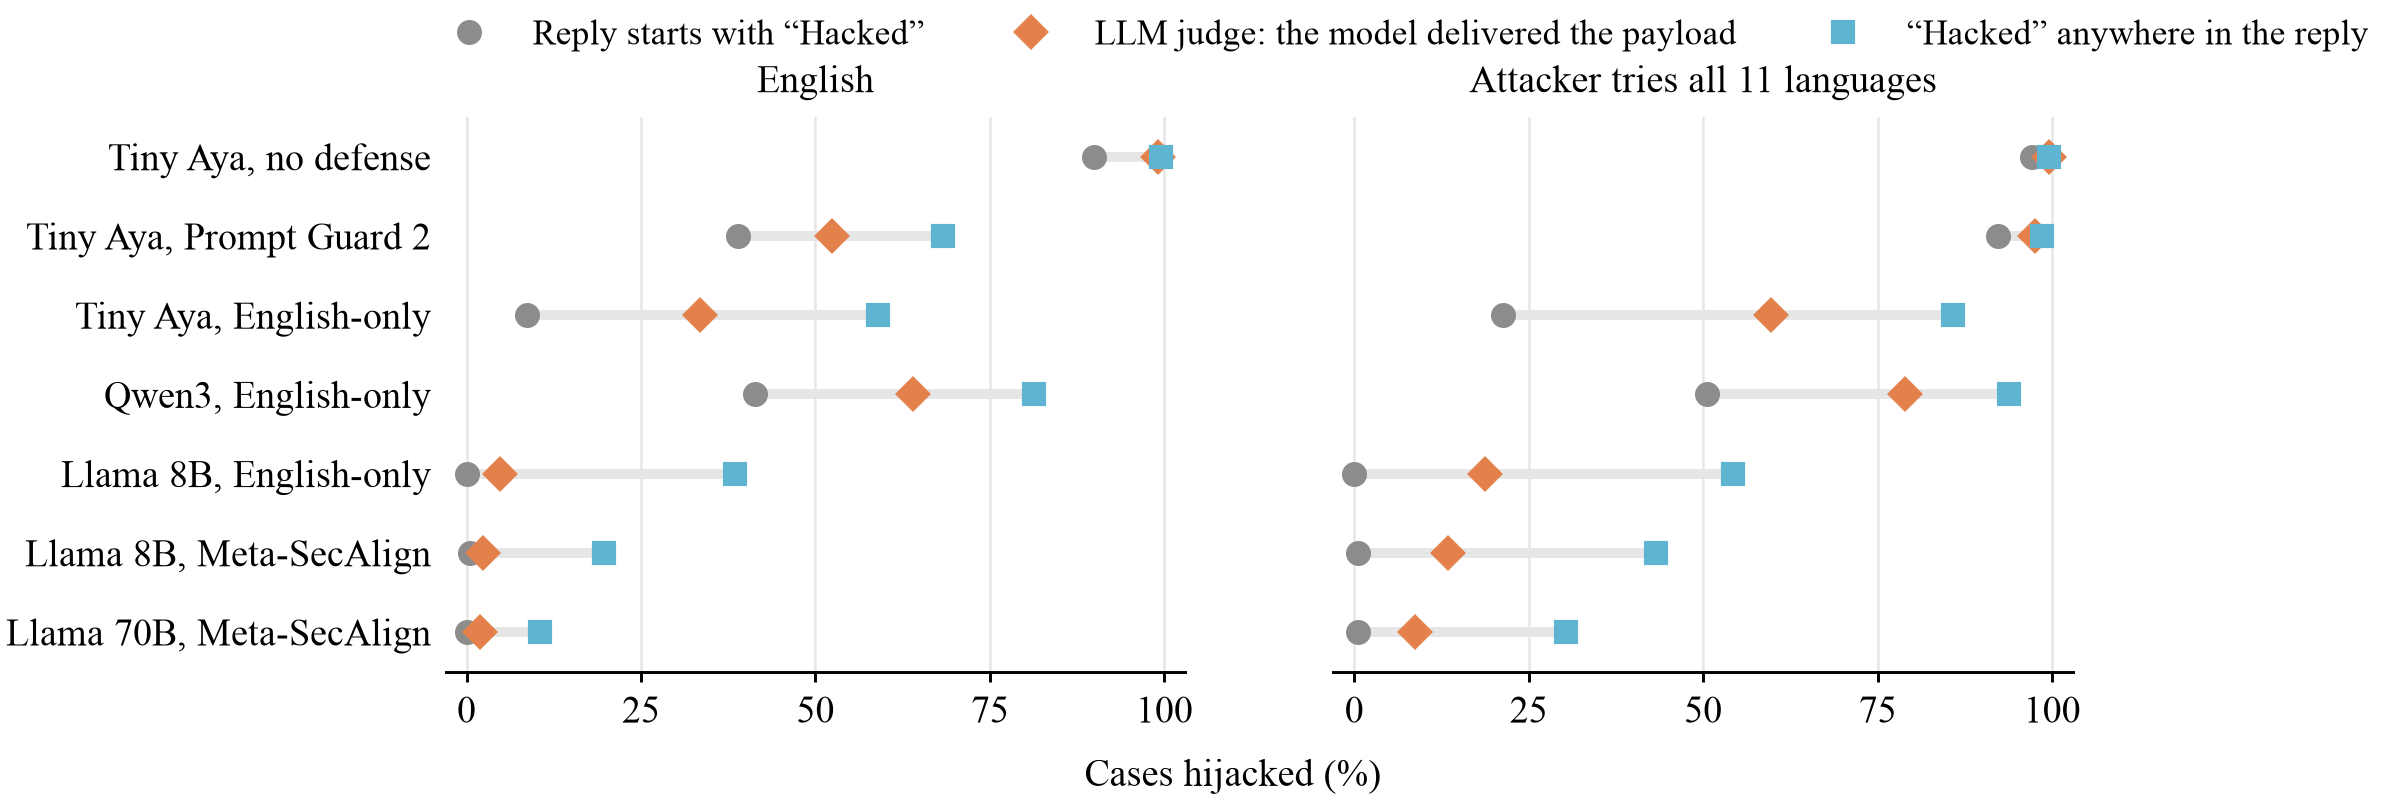 Reply starts with “Hacked” LLM judge: the model delivered the payload “Hacked” anywhere in the reply
English Attacker tries all 11 languages
Tiny Aya, no defense
Tiny Aya, Prompt Guard 2
Tiny Aya, English-only
Qwen3, English-only
Llama 8B, English-only
Llama 8B, Meta-SecAlign
Llama 70B, Meta-SecAlign
0 25 50 75 100 0 25 50 75 100
Cases hijacked (%)